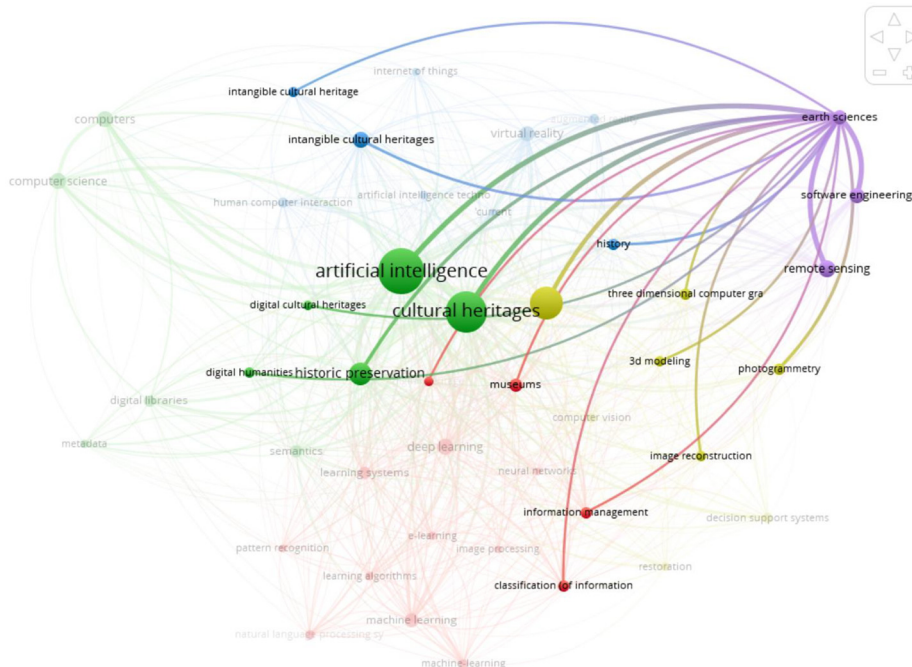 internet of things
intangible cultural heritage
computers
earth sciences
augmented reality
virtual reality
intangible cultural heritages
computer science
artificial intelligence techno
software engineering
human computer interaction
current
history
artificial intelligence
remote sensing
three dimensional computer gra
digital cultural heritages
cultural heritages
3d modeling
digital humanities
historic preservation
photogrammetry
museums
digital libraries
computer vision
metadata
deep learning
semantics
image reconstruction
learning systems
neural networks
information management
decision support systems
e-learning
pattern recognition
image processing
restoration
learning algorithms
classification (of information
machine learning
natural language processing sy
machine-learning